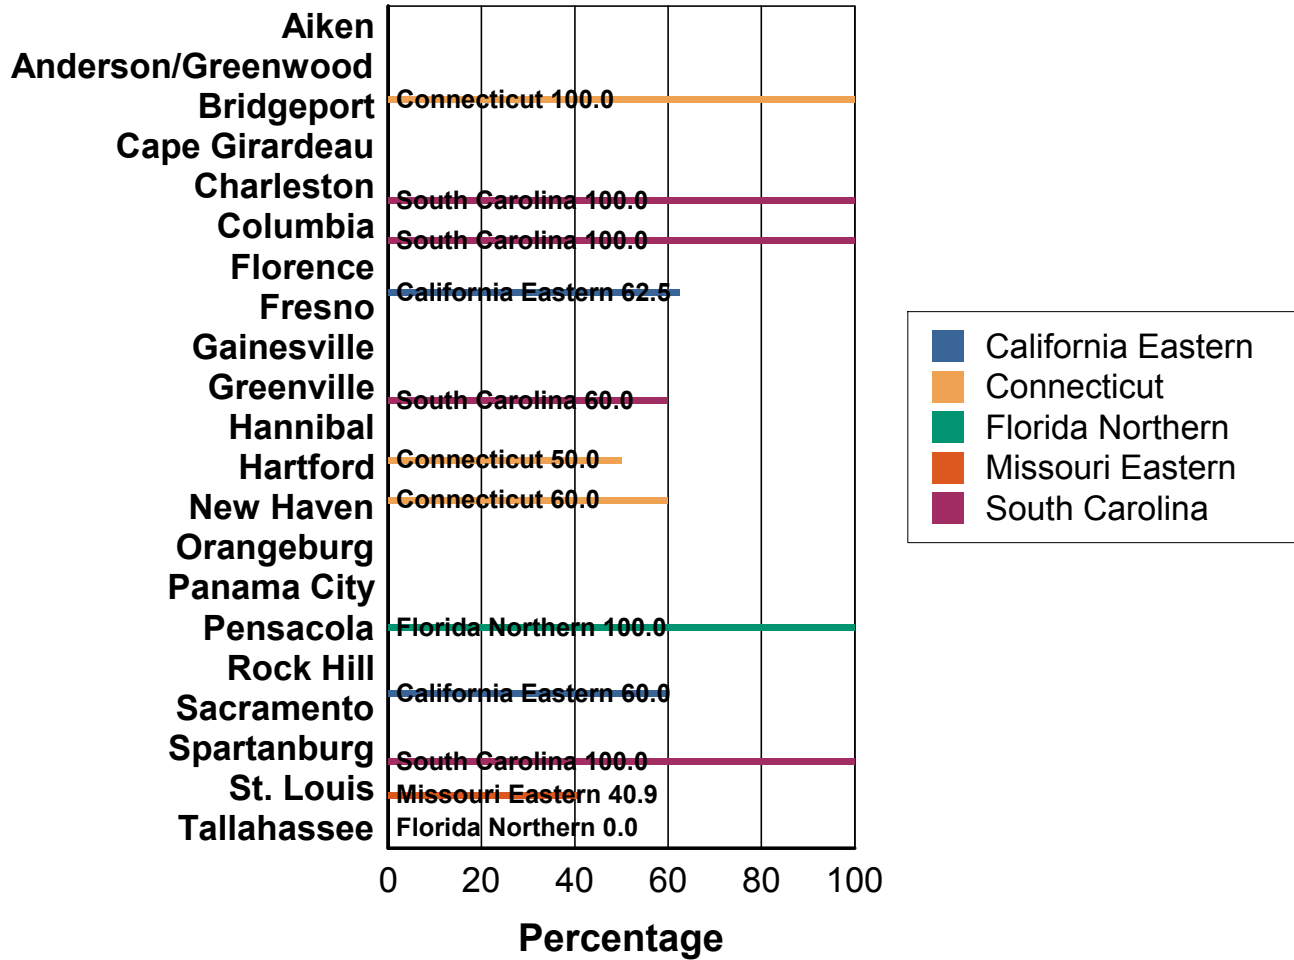 Aiken
Anderson/Greenwood
Bridgeport
Connecticut 100.0
Cape Girardeau
Charleston
South Carolina 100.0
Columbia
South Carolina 100.0
Florence
Fresno
California Eastern 62.5
Gainesville
Greenville
South Carolina 60.0
Hannibal
Hartford
Connecticut 50.0
New Haven
Connecticut 60.0
Orangeburg
Panama City
Pensacola
Florida Northern 100.0
Rock Hill
Sacramento
California Eastern 60.0
Spartanburg
South Carolina 100.0
St. Louis
Missouri Eastern 40.9
Tallahassee
Florida Northern 0.0
0 20 40 60 80 100
Percentage
California Eastern
Connecticut
Florida Northern
Missouri Eastern
South Carolina